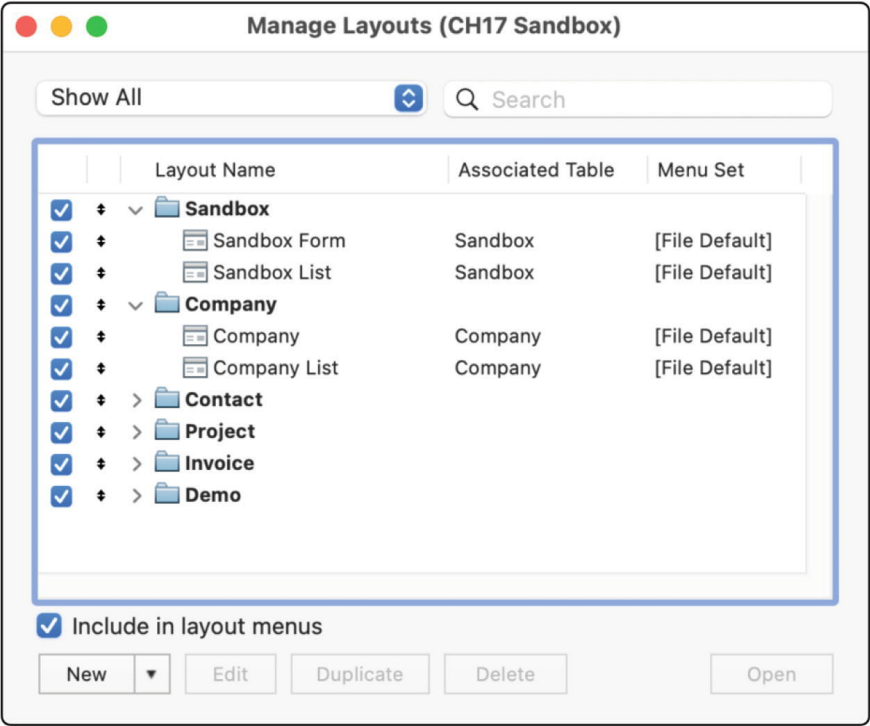 Manage Layouts (CH17 Sandbox)
Show All Search
Layout Name Associated Table Menu Set
Sandbox
Sandbox Form Sandbox [File Default]
Sandbox List Sandbox [File Default]
Company
Company Company [File Default]
Company List Company [File Default]
Contact
Project
Invoice
Demo
Include in layout menus
New Edit Duplicate Delete Open